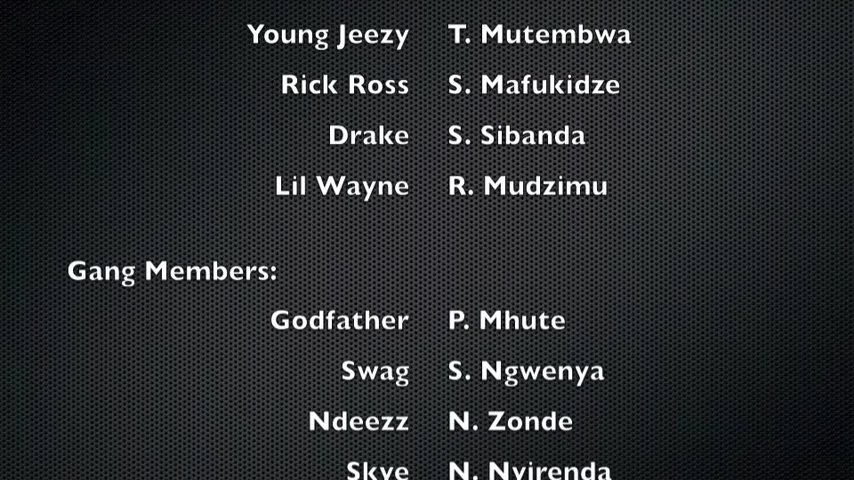 Young Jeezy T. Mutembwa
Rick Ross S. Mafukidze
Drake S. Sibanda
Lil Wayne R. Mudzimu
Gang Members:
Godfather P. Mhute
Swag S. Ngwenya
Ndeezz N. Zonde
Skye N. Nyirenda